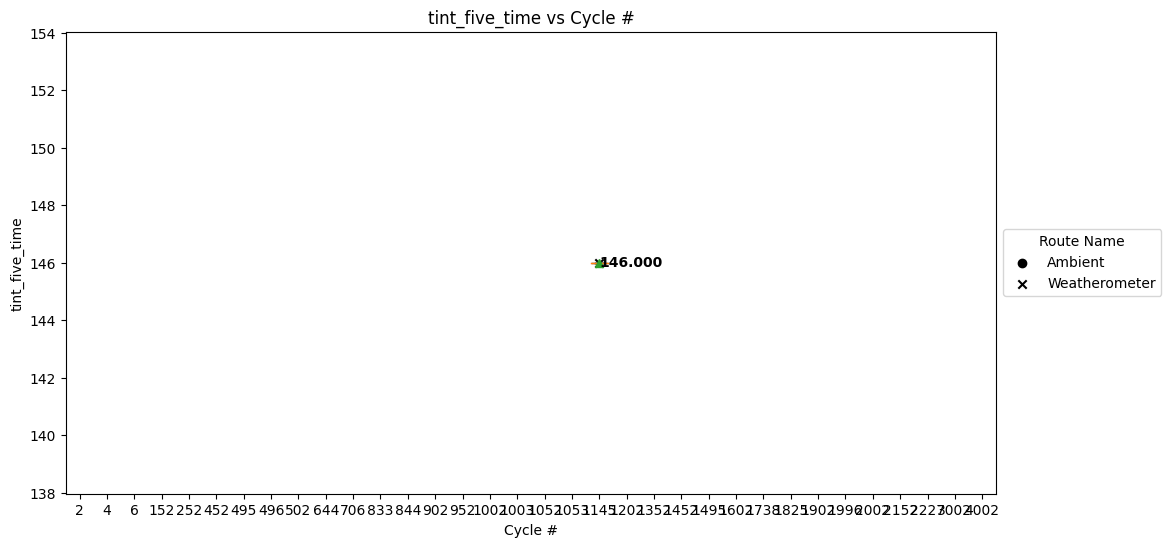 tint_five_time vs Cycle #
154
152
150
148
146
144
142
140
138
tint_five_time
146.000
Route Name
Ambient
Weatherometer
2 4 6 152 252 452 495 496 502 644 706 833 844 902 952 1002 1003 1052 1053 1145 1202 1352 1452 1495 1602 1738 1825 1902 1996 2002 2152 2227 3002 4002
Cycle #